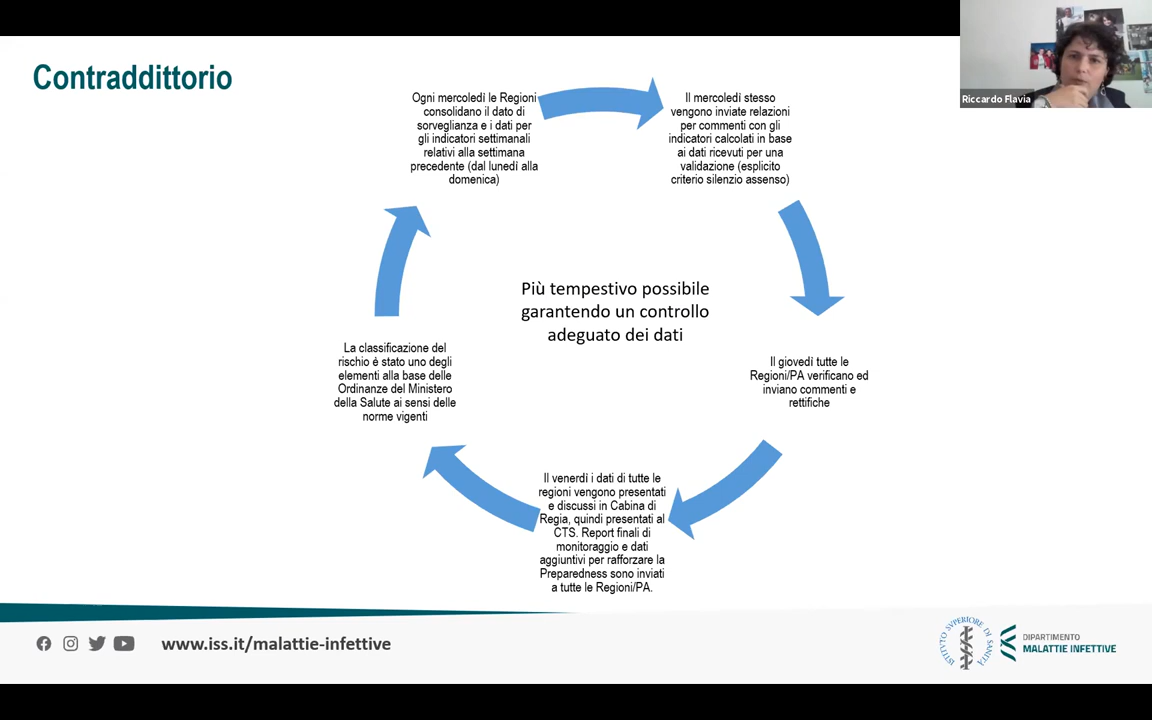 Contraddittorio
Riccardo Flavia
Ogni mercoledì le Regioni
consolidano il dato di
sorveglianza e i dati per
gli indicatori settimanali
relativi alla settimana
precedente (dal lunedì alla
domenica)
Il mercoledì stesso
vengono inviate relazioni
per commenti con gli
indicatori calcolati in base
ai dati ricevuti per una
validazione (esplicito
criterio silenzio assenso)
Più tempestivo possibile
garantendo un controllo
adeguato dei dati
Il giovedì tutte le
Regioni/PA verificano ed
inviano commenti e
rettifiche
Il venerdì i dati di tutte le
regioni vengono presentati
e discussi in Cabina di
Regia, quindi presentati al
CTS. Report finali di
monitoraggio e dati
aggiuntivi per rafforzare la
Preparedness sono inviati
a tutte le Regioni/PA.
La classificazione del
rischio è stato uno degli
elementi alla base delle
Ordinanze del Ministero
della Salute ai sensi delle
norme vigenti
www.iss.it/malattie-infettive
ISTITUTO SVPERIORE DI SANITÀ
DIPARTIMENTO
MALATTIE INFETTIVE